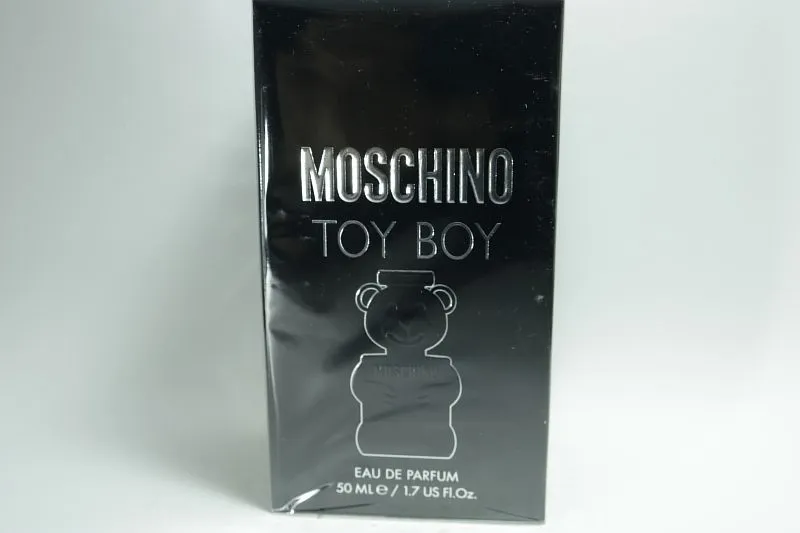 MOSCHINO
TOY BOY
MOSCHINO
EAU DE PARFUM
50 ML ℮ / 1.7 US Fl.Oz.